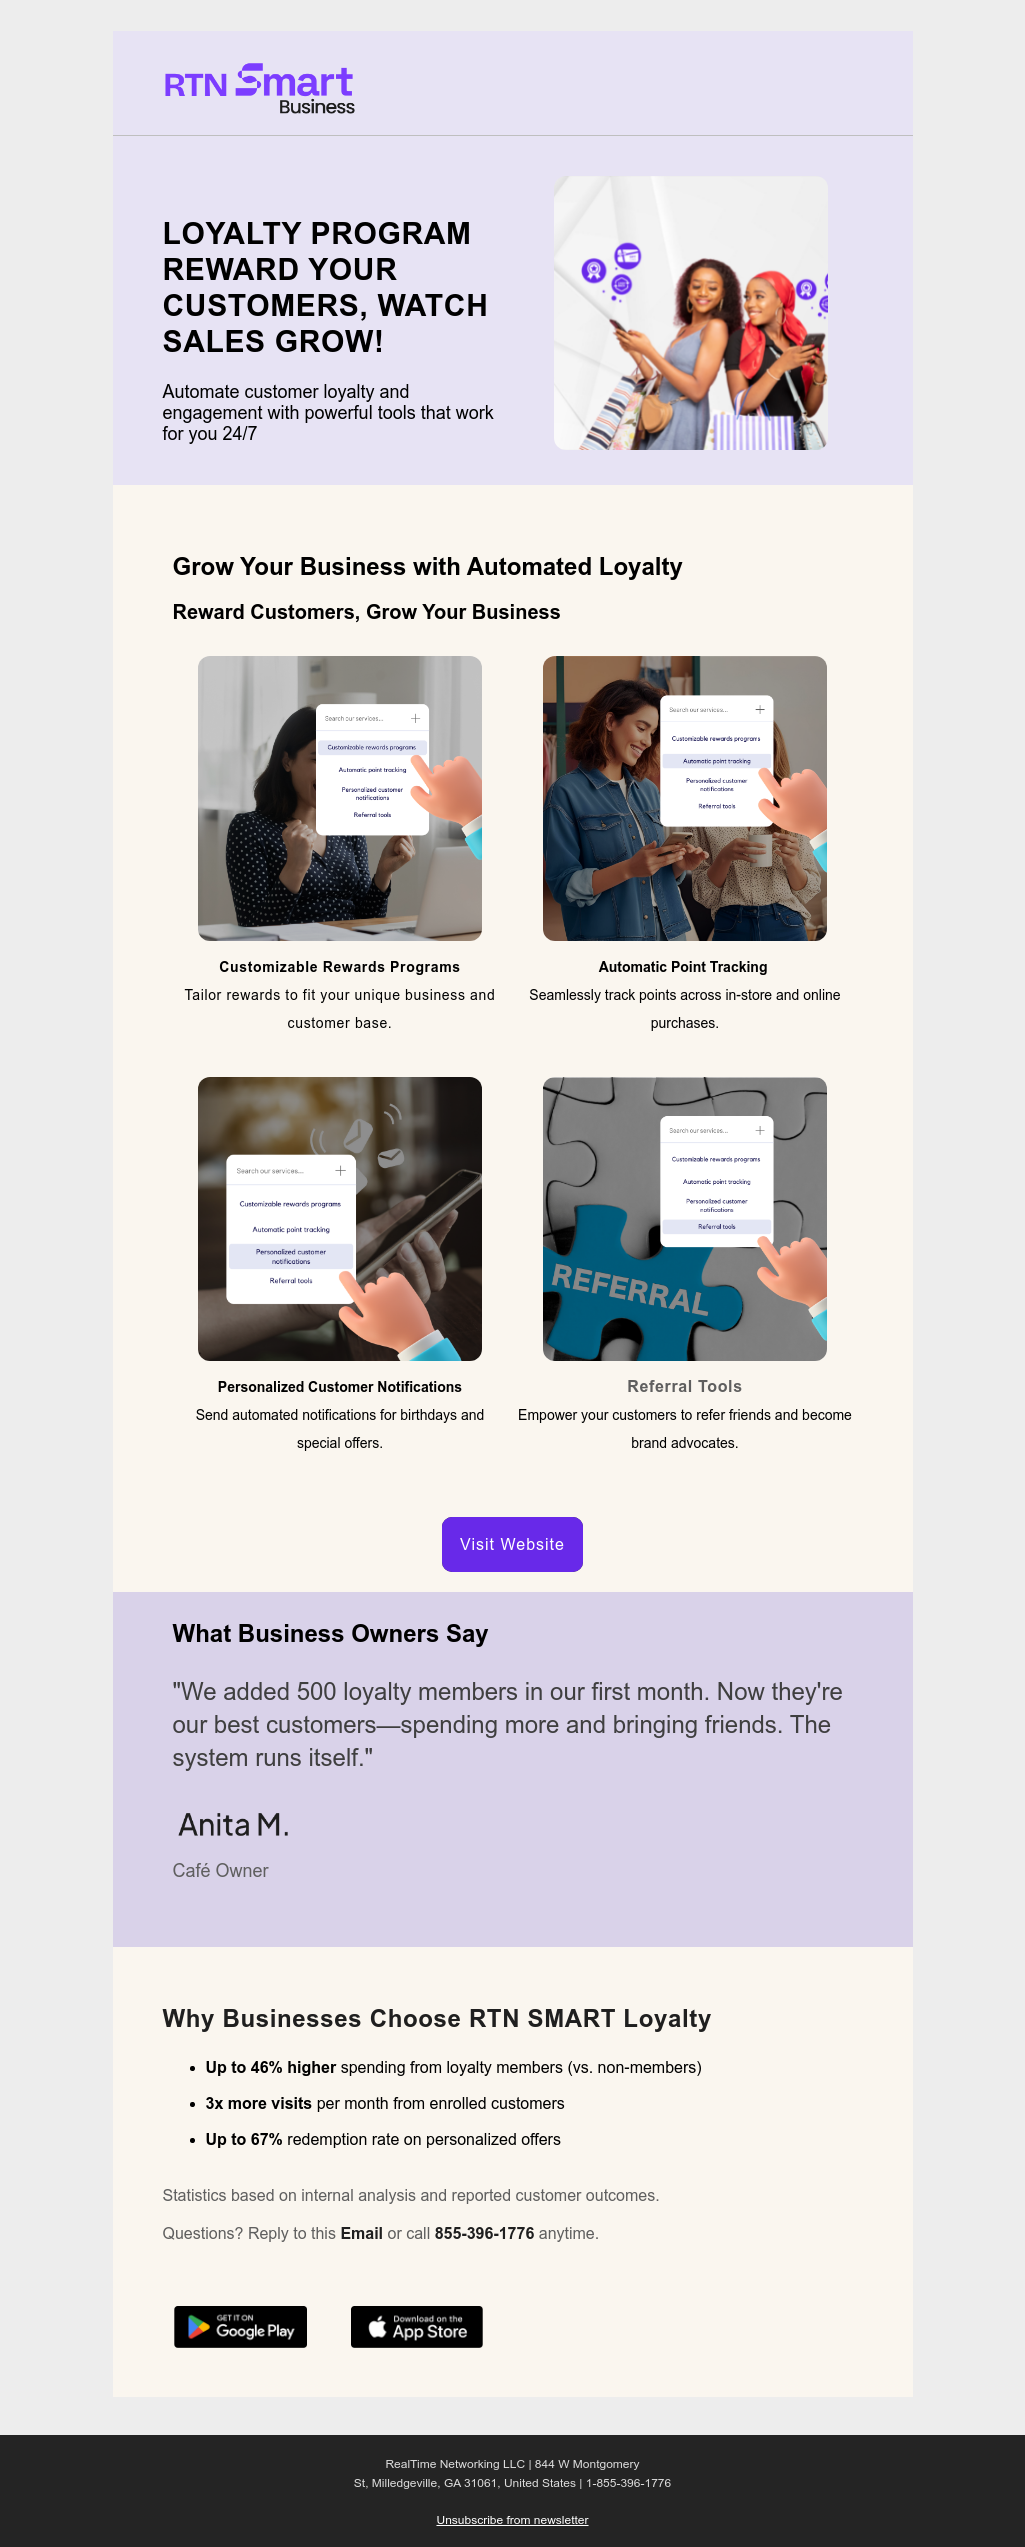 RTN Smart
Business
LOYALTY PROGRAM
REWARD YOUR
CUSTOMERS, WATCH
SALES GROW!
Automate customer loyalty and
engagement with powerful tools that work
for you 24/7
Grow Your Business with Automated Loyalty
Reward Customers, Grow Your Business
Search our services...
Customizable rewards programs
Automatic point tracking
Personalized customer
notifications
Referral tools
Search our services...
Customizable rewards programs
Automatic point tracking
Personalized customer
notifications
Referral tools
Customizable Rewards Programs
Tailor rewards to fit your unique business and
customer base.
Automatic Point Tracking
Seamlessly track points across in-store and online
purchases.
Search our services...
Customizable rewards programs
Automatic point tracking
Personalized customer
notifications
Referral tools
Search our services...
Customizable rewards programs
Automatic point tracking
Personalized customer
notifications
Referral tools
REFERRAL
Personalized Customer Notifications
Send automated notifications for birthdays and
special offers.
Referral Tools
Empower your customers to refer friends and become
brand advocates.
Visit Website
What Business Owners Say
"We added 500 loyalty members in our first month. Now they're
our best customers—spending more and bringing friends. The
system runs itself."
Anita M.
Café Owner
Why Businesses Choose RTN SMART Loyalty
• Up to 46% higher spending from loyalty members (vs. non-members)
• 3x more visits per month from enrolled customers
• Up to 67% redemption rate on personalized offers
Statistics based on internal analysis and reported customer outcomes.
Questions? Reply to this Email or call 855-396-1776 anytime.
GET IT ON
Google Play
Download on the
App Store
RealTime Networking LLC | 844 W Montgomery
St, Milledgeville, GA 31061, United States | 1-855-396-1776
Unsubscribe from newsletter